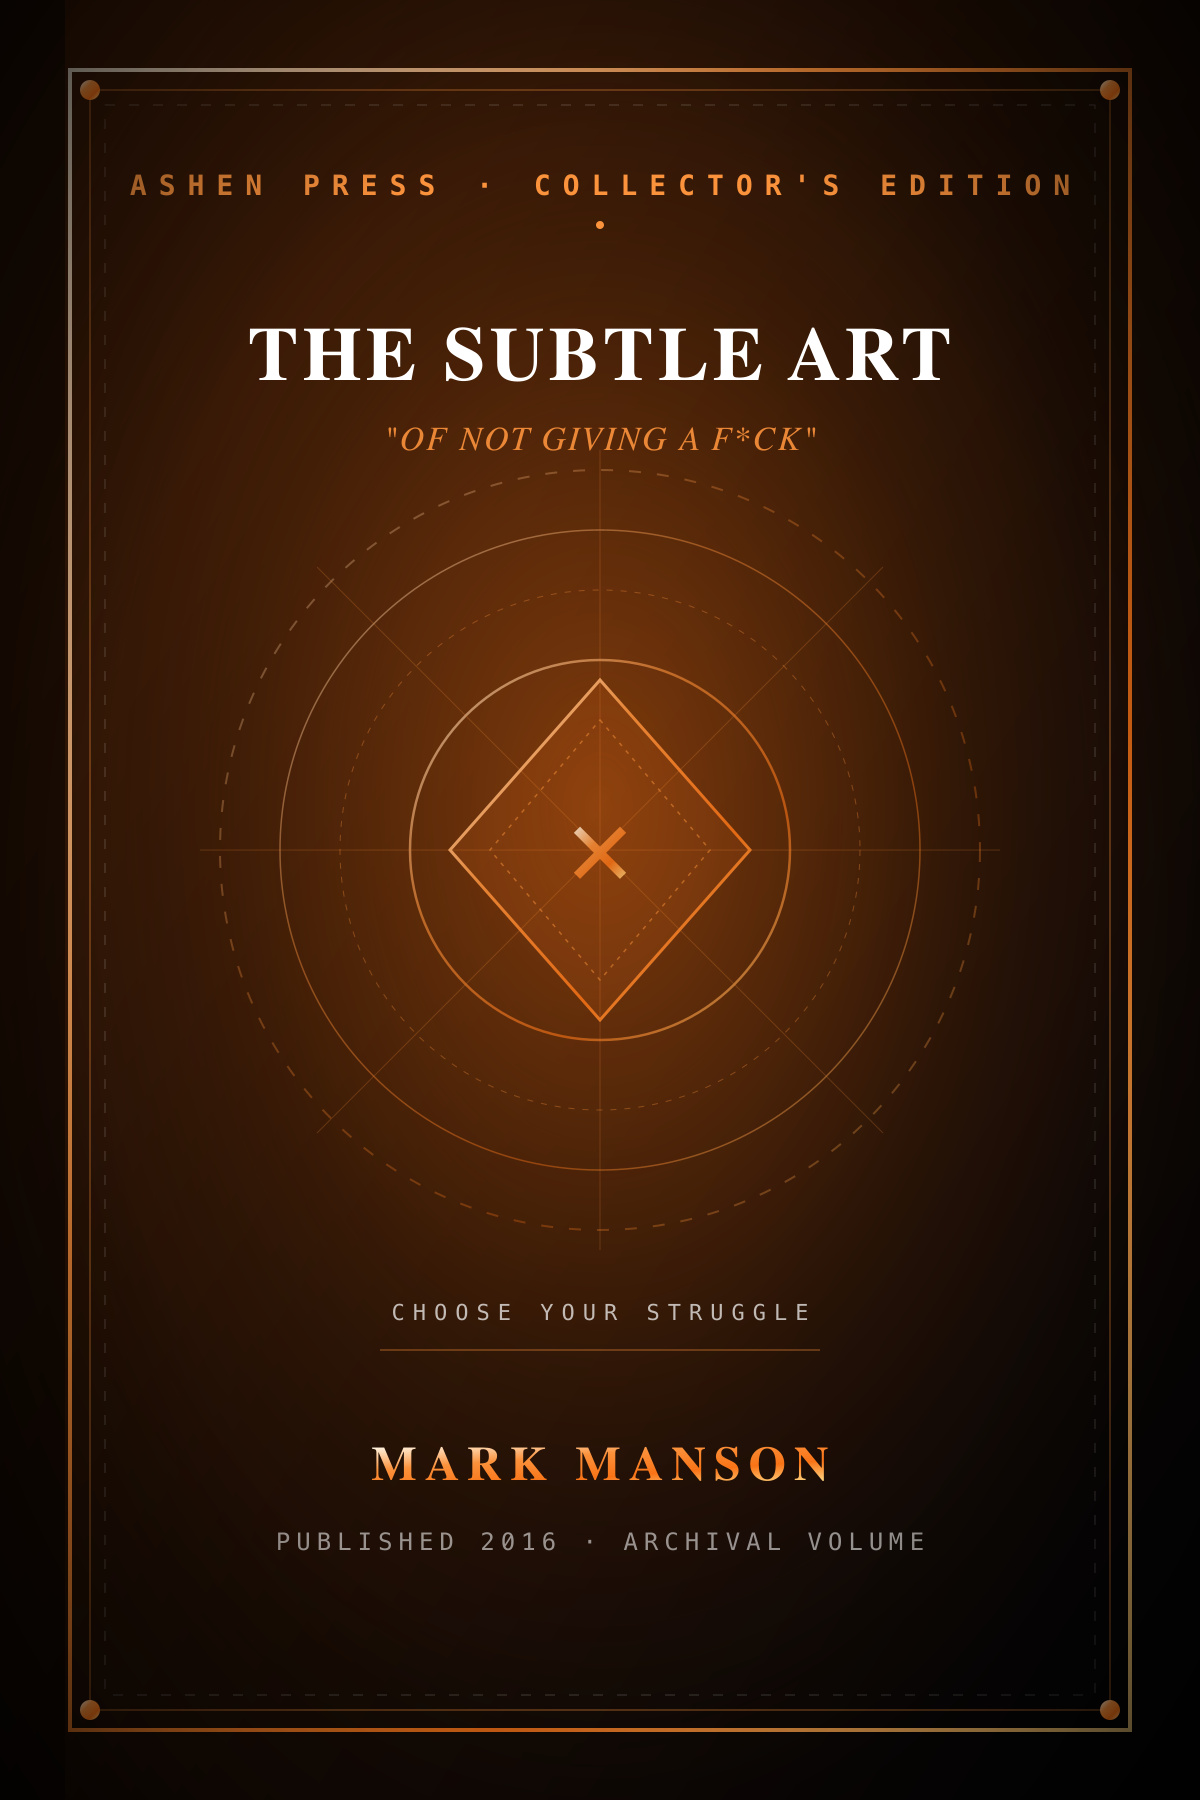 ASHEN PRESS · COLLECTOR'S EDITION
THE SUBTLE ART
"OF NOT GIVING A F*CK"
CHOOSE YOUR STRUGGLE
MARK MANSON
PUBLISHED 2016 · ARCHIVAL VOLUME